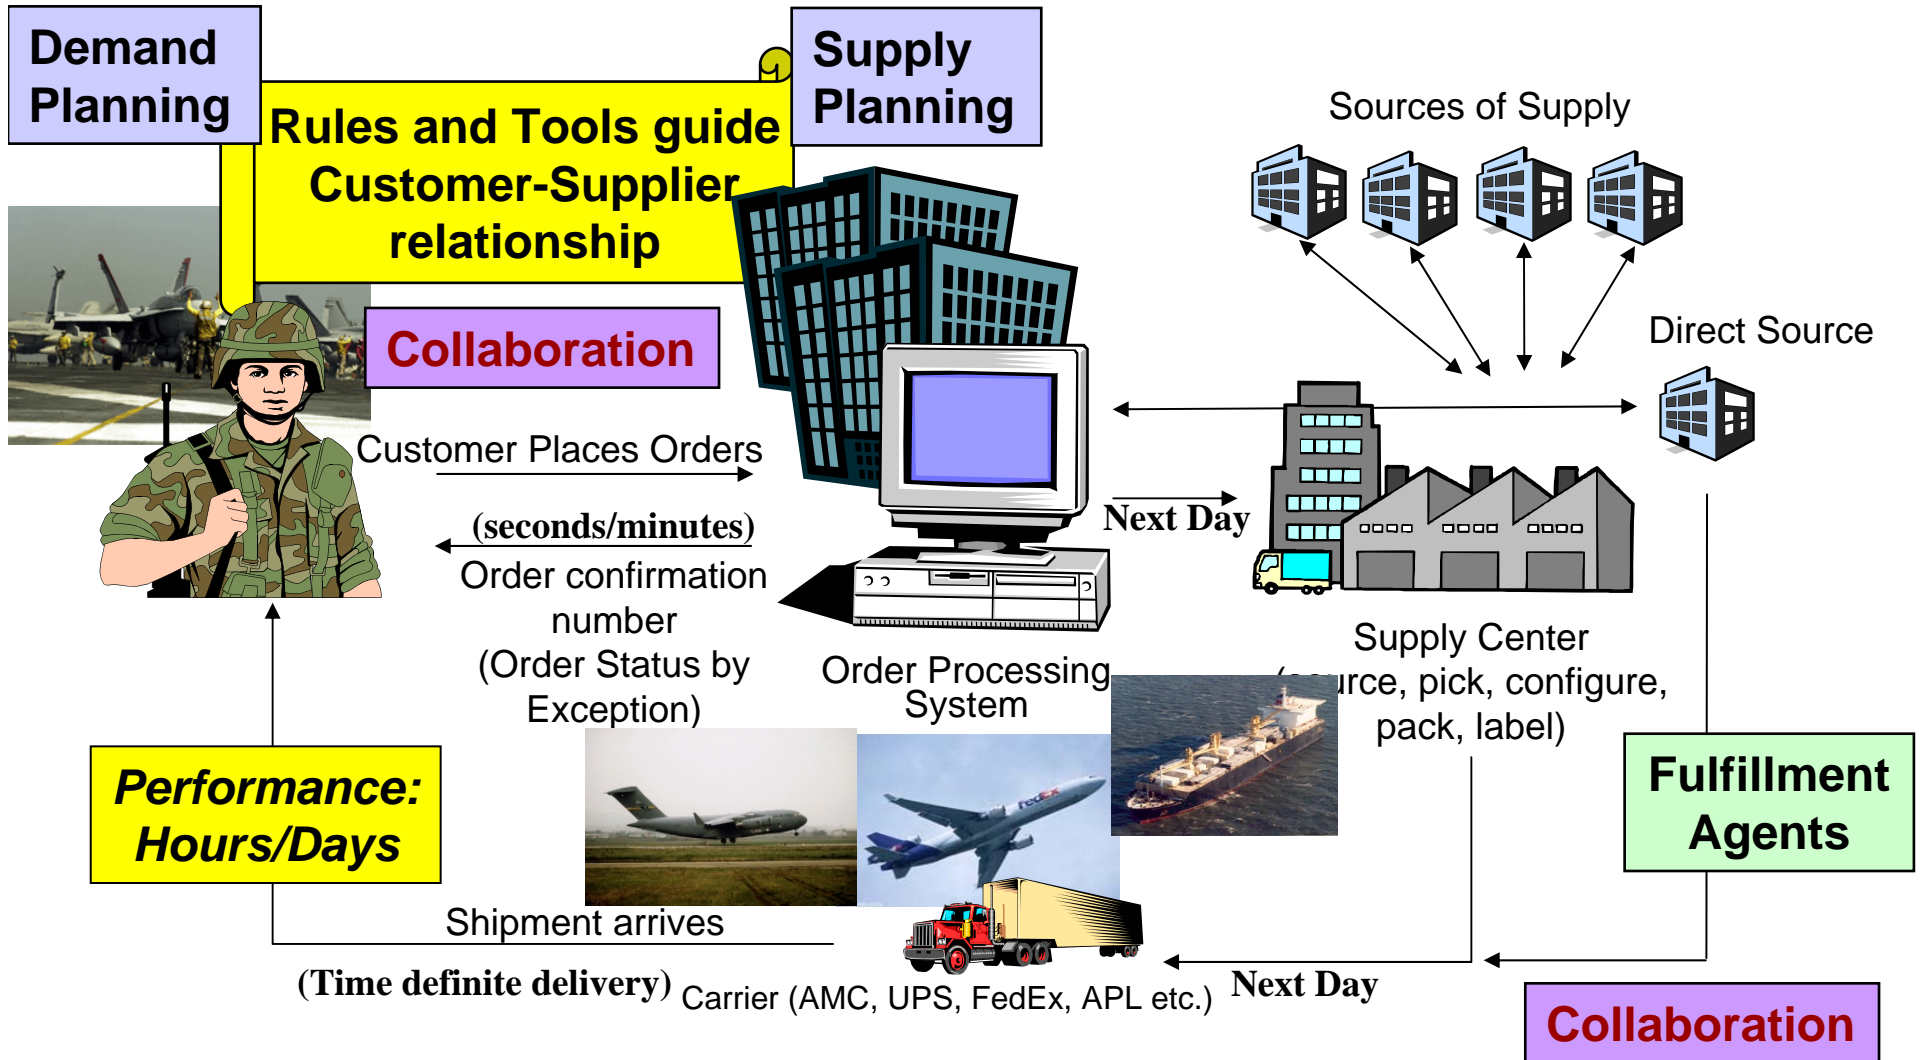 Demand
Planning
Supply
Planning
Rules and Tools guide
Customer-Supplier
relationship
Sources of Supply
Collaboration
Direct Source
Customer Places Orders
(seconds/minutes)
Next Day
Order confirmation
number
(Order Status by
Exception)
Order Processing
System
Supply Center
(source, pick, configure,
pack, label)
Performance:
Hours/Days
FedEx
Fulfillment
Agents
Shipment arrives
(Time definite delivery)
Carrier (AMC, UPS, FedEx, APL etc.)
Next Day
Collaboration